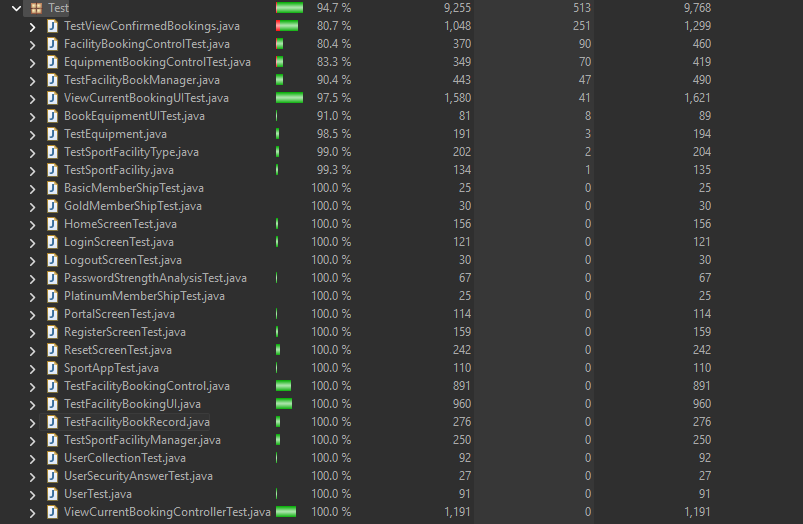 Test 94.7 % 9,255 513 9,768
TestViewConfirmedBookings.java 80.7 % 1,048 251 1,299
FacilityBookingControlTest.java 80.4 % 370 90 460
EquipmentBookingControlTest.java 83.3 % 349 70 419
TestFacilityBookManager.java 90.4 % 443 47 490
ViewCurrentBookingUITest.java 97.5 % 1,580 41 1,621
BookEquipmentUITest.java 91.0 % 81 8 89
TestEquipment.java 98.5 % 191 3 194
TestSportFacilityType.java 99.0 % 202 2 204
TestSportFacility.java 99.3 % 134 1 135
BasicMemberShipTest.java 100.0 % 25 0 25
GoldMemberShipTest.java 100.0 % 30 0 30
HomeScreenTest.java 100.0 % 156 0 156
LoginScreenTest.java 100.0 % 121 0 121
LogoutScreenTest.java 100.0 % 30 0 30
PasswordStrengthAnalysisTest.java 100.0 % 67 0 67
PlatinumMemberShipTest.java 100.0 % 25 0 25
PortalScreenTest.java 100.0 % 114 0 114
RegisterScreenTest.java 100.0 % 159 0 159
ResetScreenTest.java 100.0 % 242 0 242
SportAppTest.java 100.0 % 110 0 110
TestFacilityBookingControl.java 100.0 % 891 0 891
TestFacilityBookingUI.java 100.0 % 960 0 960
TestFacilityBookRecord.java 100.0 % 276 0 276
TestSportFacilityManager.java 100.0 % 250 0 250
UserCollectionTest.java 100.0 % 92 0 92
UserSecurityAnswerTest.java 100.0 % 27 0 27
UserTest.java 100.0 % 91 0 91
ViewCurrentBookingControllerTest.java 100.0 % 1,191 0 1,191